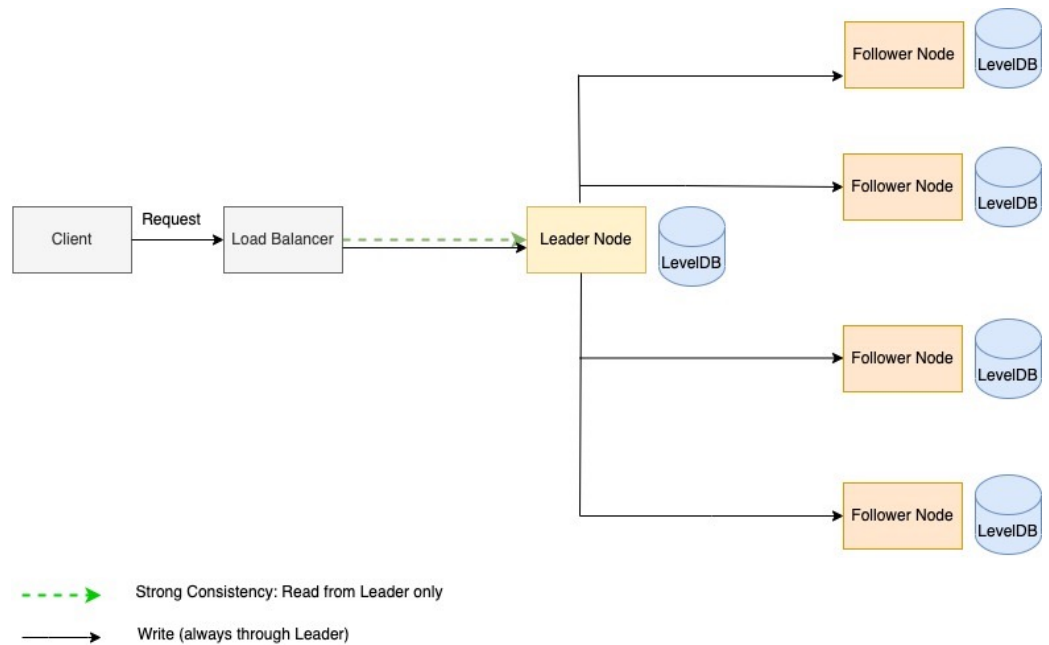 Follower Node
LevelDB
Follower Node
LevelDB
Request
Client
Load Balancer
Leader Node
LevelDB
Follower Node
LevelDB
Follower Node
LevelDB
Strong Consistency: Read from Leader only
Write (always through Leader)